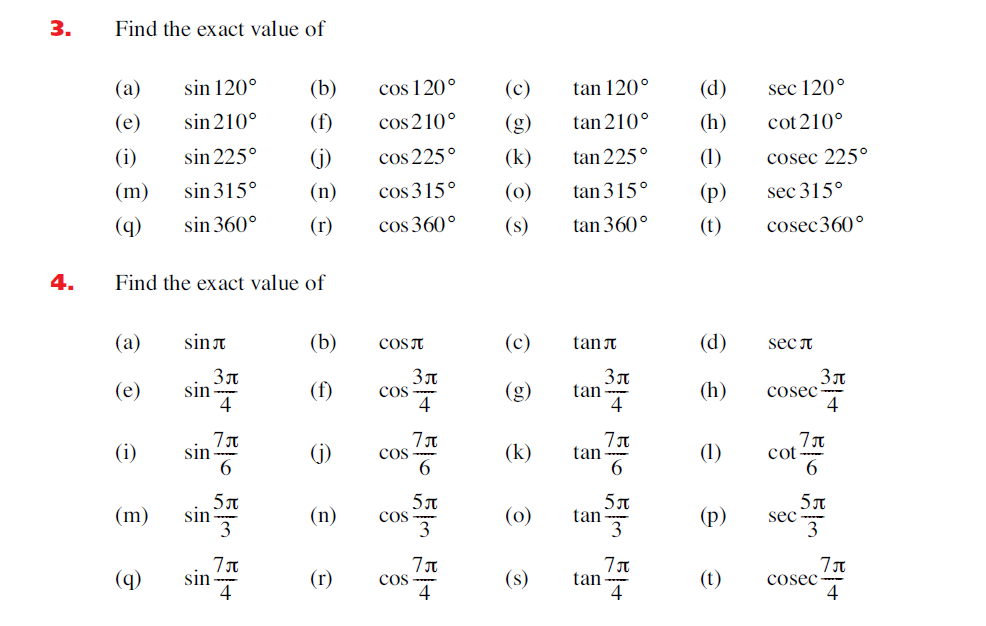 3. Find the exact value of
(a) sin 120° (b) cos 120° (c) tan 120° (d) sec 120°
(e) sin 210° (f) cos 210° (g) tan 210° (h) cot 210°
(i) sin 225° (j) cos 225° (k) tan 225° (l) cosec 225°
(m) sin 315° (n) cos 315° (o) tan 315° (p) sec 315°
(q) sin 360° (r) cos 360° (s) tan 360° (t) cosec 360°
4. Find the exact value of
(a) sin π (b) cos π (c) tan π (d) sec π
(e) sin 3π/4 (f) cos 3π/4 (g) tan 3π/4 (h) cosec 3π/4
(i) sin 7π/6 (j) cos 7π/6 (k) tan 7π/6 (l) cot 7π/6
(m) sin 5π/3 (n) cos 5π/3 (o) tan 5π/3 (p) sec 5π/3
(q) sin 7π/4 (r) cos 7π/4 (s) tan 7π/4 (t) cosec 7π/4